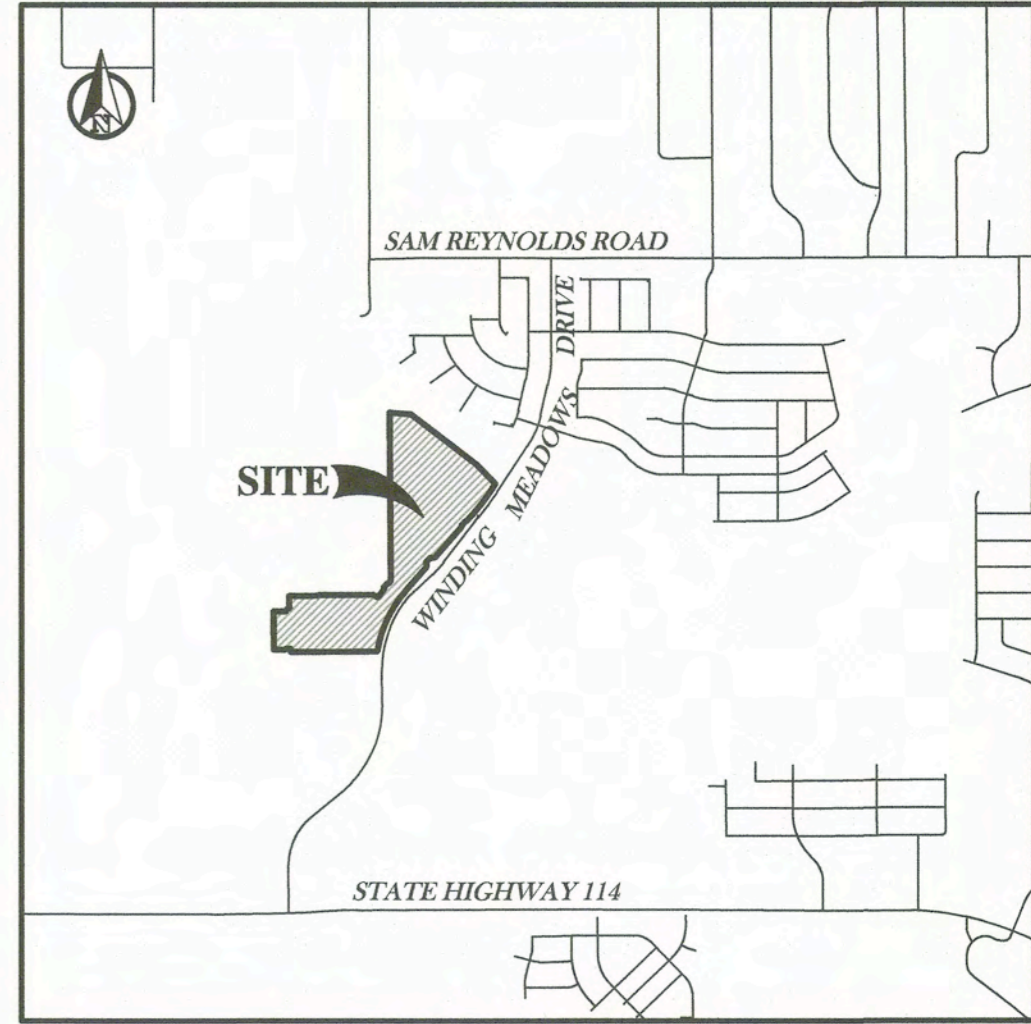 N
SAM REYNOLDS ROAD
WINDING MEADOWS DRIVE
SITE
STATE HIGHWAY 114